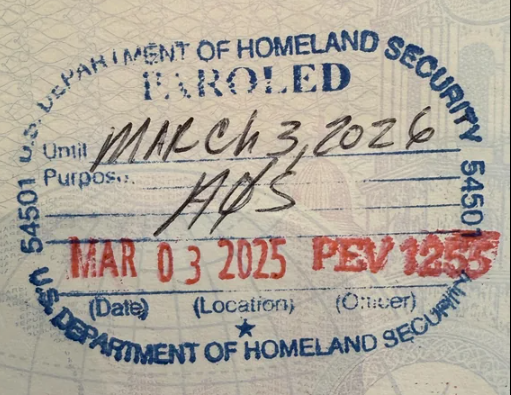 U.S. DEPARTMENT OF HOMELAND SECURITY
PAROLED
Until MARCH 3, 2026
Purpose:
AOS
54501
54501
MAR 03 2025 PEV 1255
(Date) (Location) (Officer)
★
U.S. DEPARTMENT OF HOMELAND SECURITY